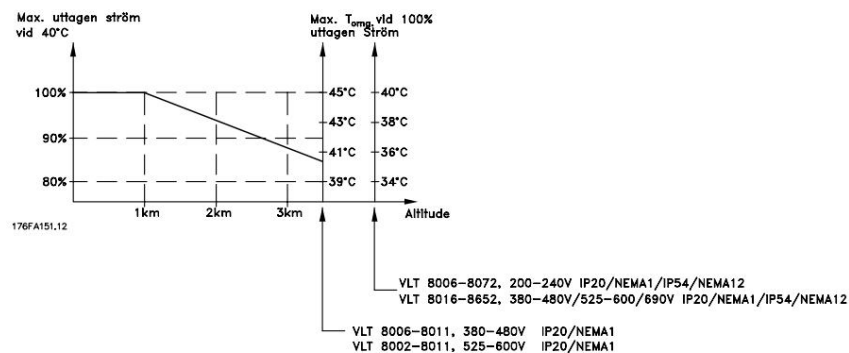 Max. uttagen ström
vid 40°C
Max. Tomg. vid 100%
uttagen Ström
100%
90%
80%
45°C
43°C
41°C
39°C
40°C
38°C
36°C
34°C
1km
2km
3km
Altitude
176FA151.12
VLT 8006-8072, 200-240V IP20/NEMA1/IP54/NEMA12
VLT 8016-8652, 380-480V/525-600/690V IP20/NEMA1/IP54/NEMA12
VLT 8006-8011, 380-480V IP20/NEMA1
VLT 8002-8011, 525-600V IP20/NEMA1